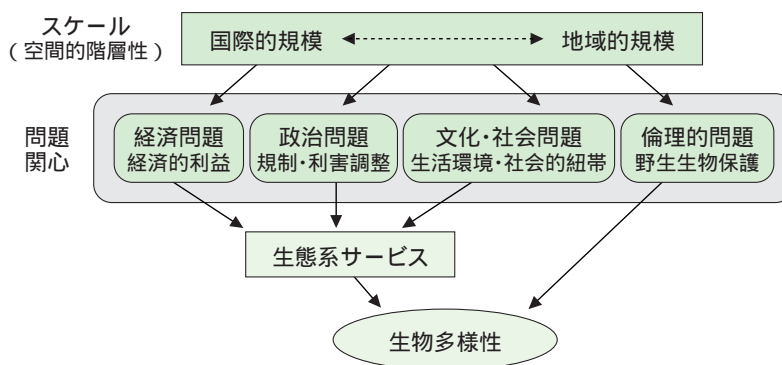 スケール
(空間的階層性)
国際的規模
地域的規模
問題
関心
経済問題
経済的利益
政治問題
規制・利害調整
文化・社会問題
生活環境・社会的紐帯
倫理的問題
野生生物保護
生態系サービス
生物多様性